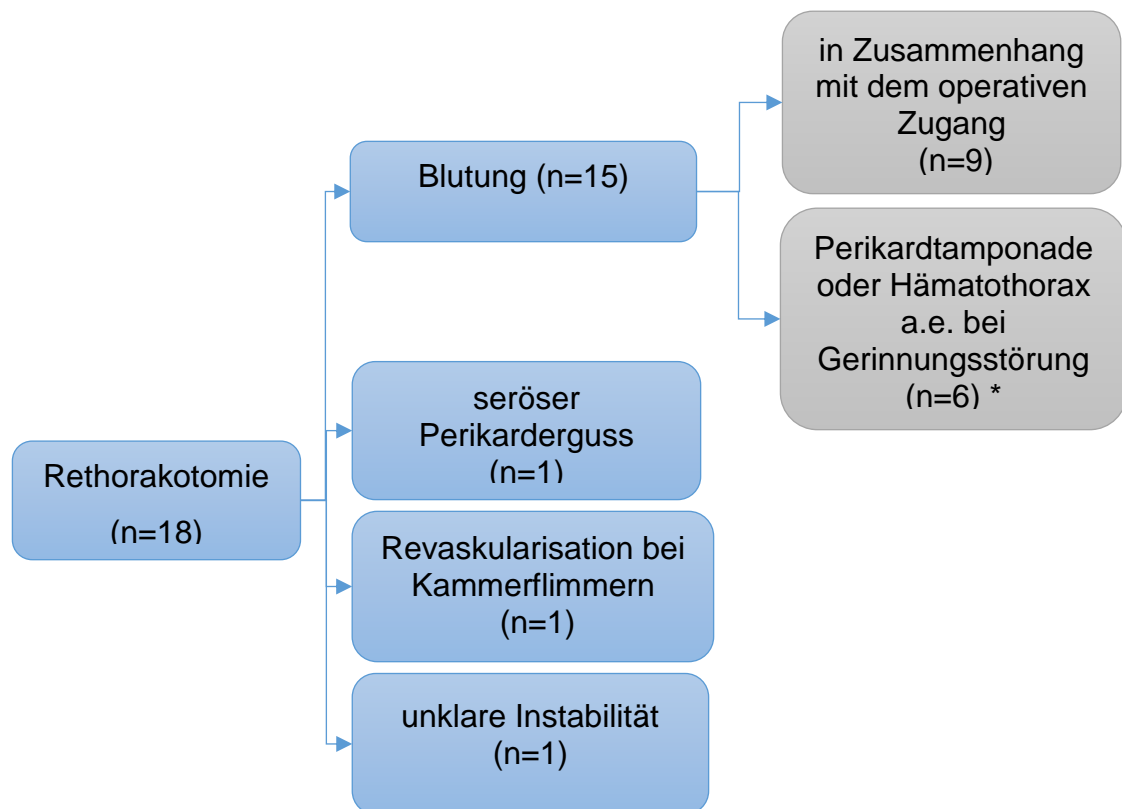 Rethorakotomie
(n=18)
Blutung (n=15)
in Zusammenhang
mit dem operativen
Zugang
(n=9)
Perikardtamponade
oder Hämatothorax
a.e. bei
Gerinnungsstörung
(n=6) *
seröser
Perikarderguss
(n=1)
Revaskularisation bei
Kammerflimmern
(n=1)
unklare Instabilität
(n=1)